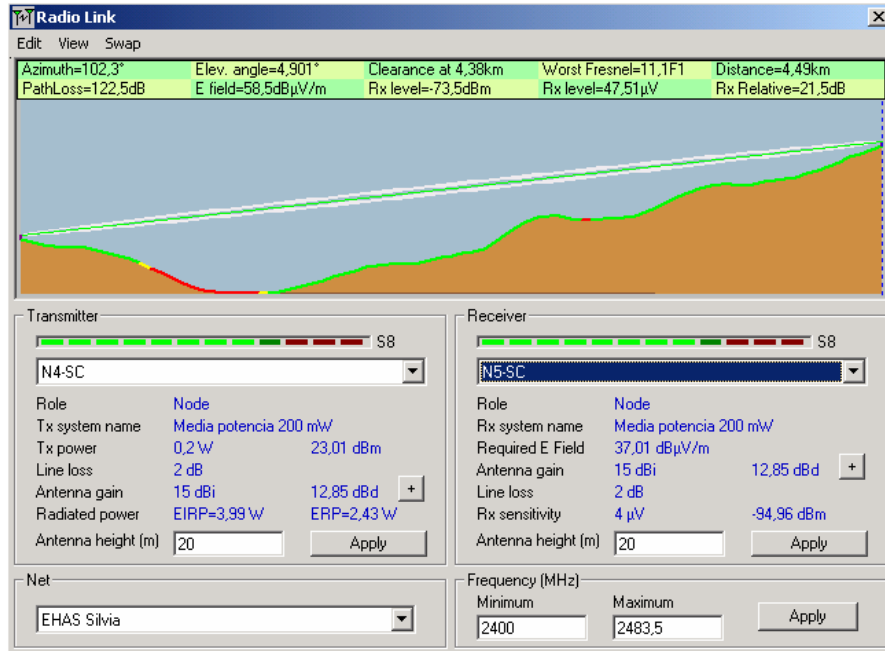 Radio Link
Edit View Swap
Azimuth=102,3° Elev. angle=4,901° Clearance at 4,38km Worst Fresnel=11,1F1 Distance=4,49km
PathLoss=122,5dB E field=58,5dBµV/m Rx level=-73,5dBm Rx level=47,51µV Rx Relative=21,5dB
Transmitter
S8
N4-SC
Role Node
Tx system name Media potencia 200 mW
Tx power 0,2 W 23,01 dBm
Line loss 2 dB
Antenna gain 15 dBi 12,85 dBd +
Radiated power EIRP=3,99 W ERP=2,43 W
Antenna height (m) 20 Apply
Net
EHAS Silvia
Receiver
S8
N5-SC
Role Node
Rx system name Media potencia 200 mW
Required E Field 37,01 dBµV/m
Antenna gain 15 dBi 12,85 dBd +
Line loss 2 dB
Rx sensitivity 4 µV -94,96 dBm
Antenna height (m) 20 Apply
Frequency (MHz)
Minimum Maximum
2400 2483,5 Apply